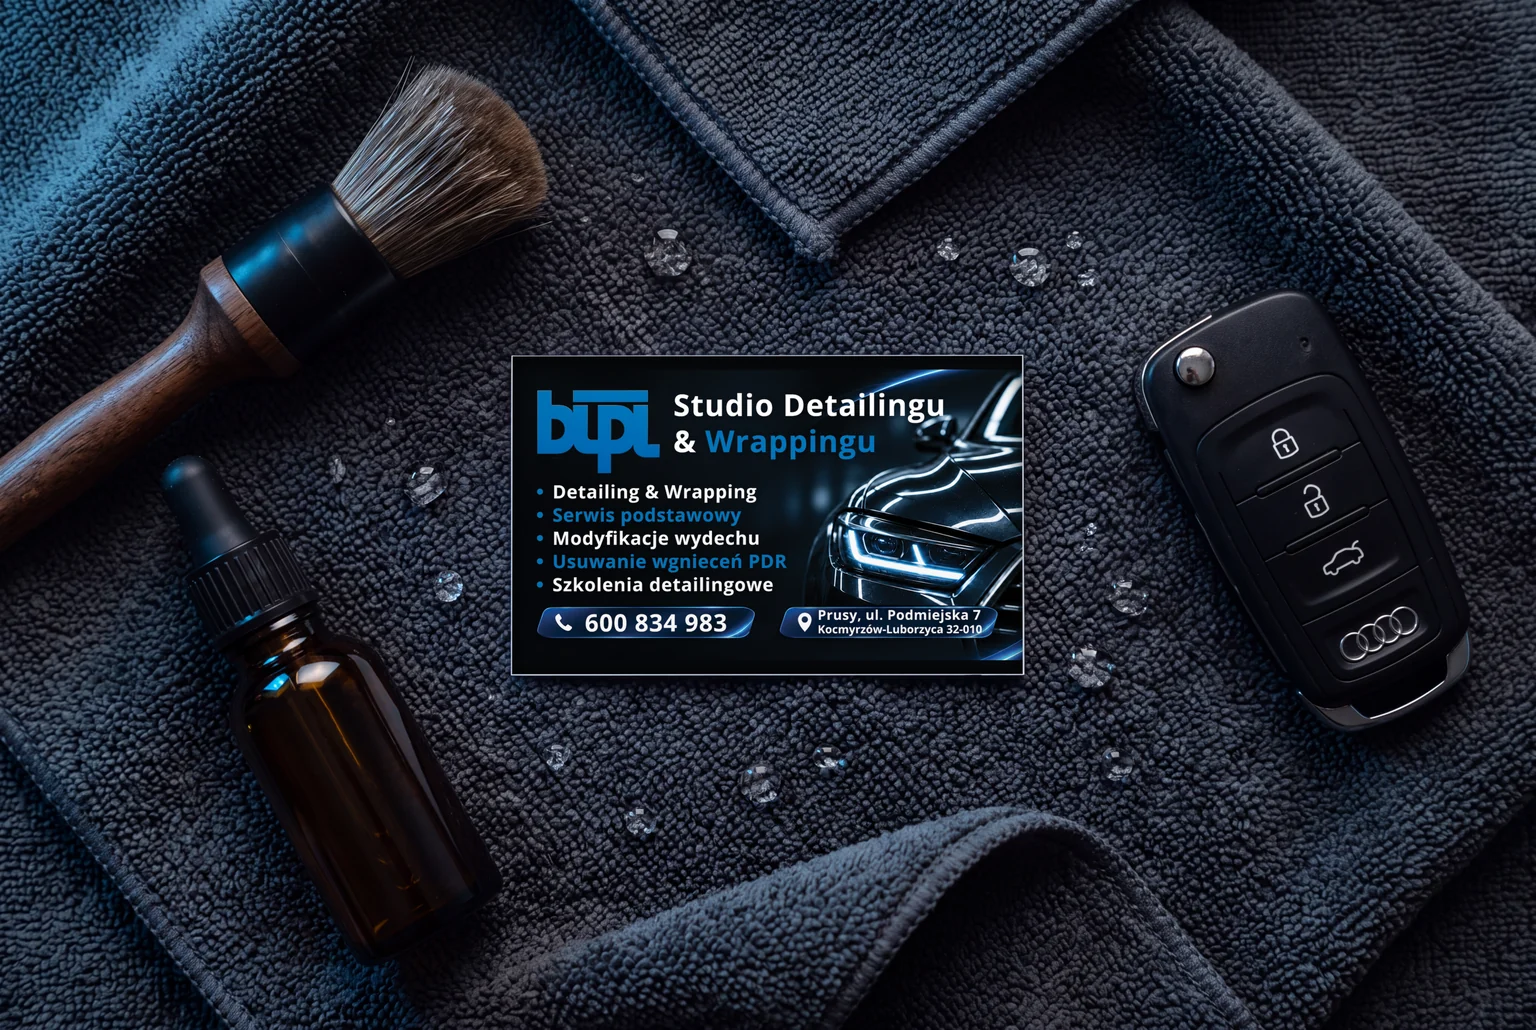 btpl
Studio Detailingu
& Wrappingu
• Detailing & Wrapping
• Serwis podstawowy
• Modyfikacje wydechu
• Usuwanie wgnieceń PDR
• Szkolenia detailingowe
600 834 983
Prusy, ul. Podmiejska 7
Kocmyrzów-Luborzyca 32-010